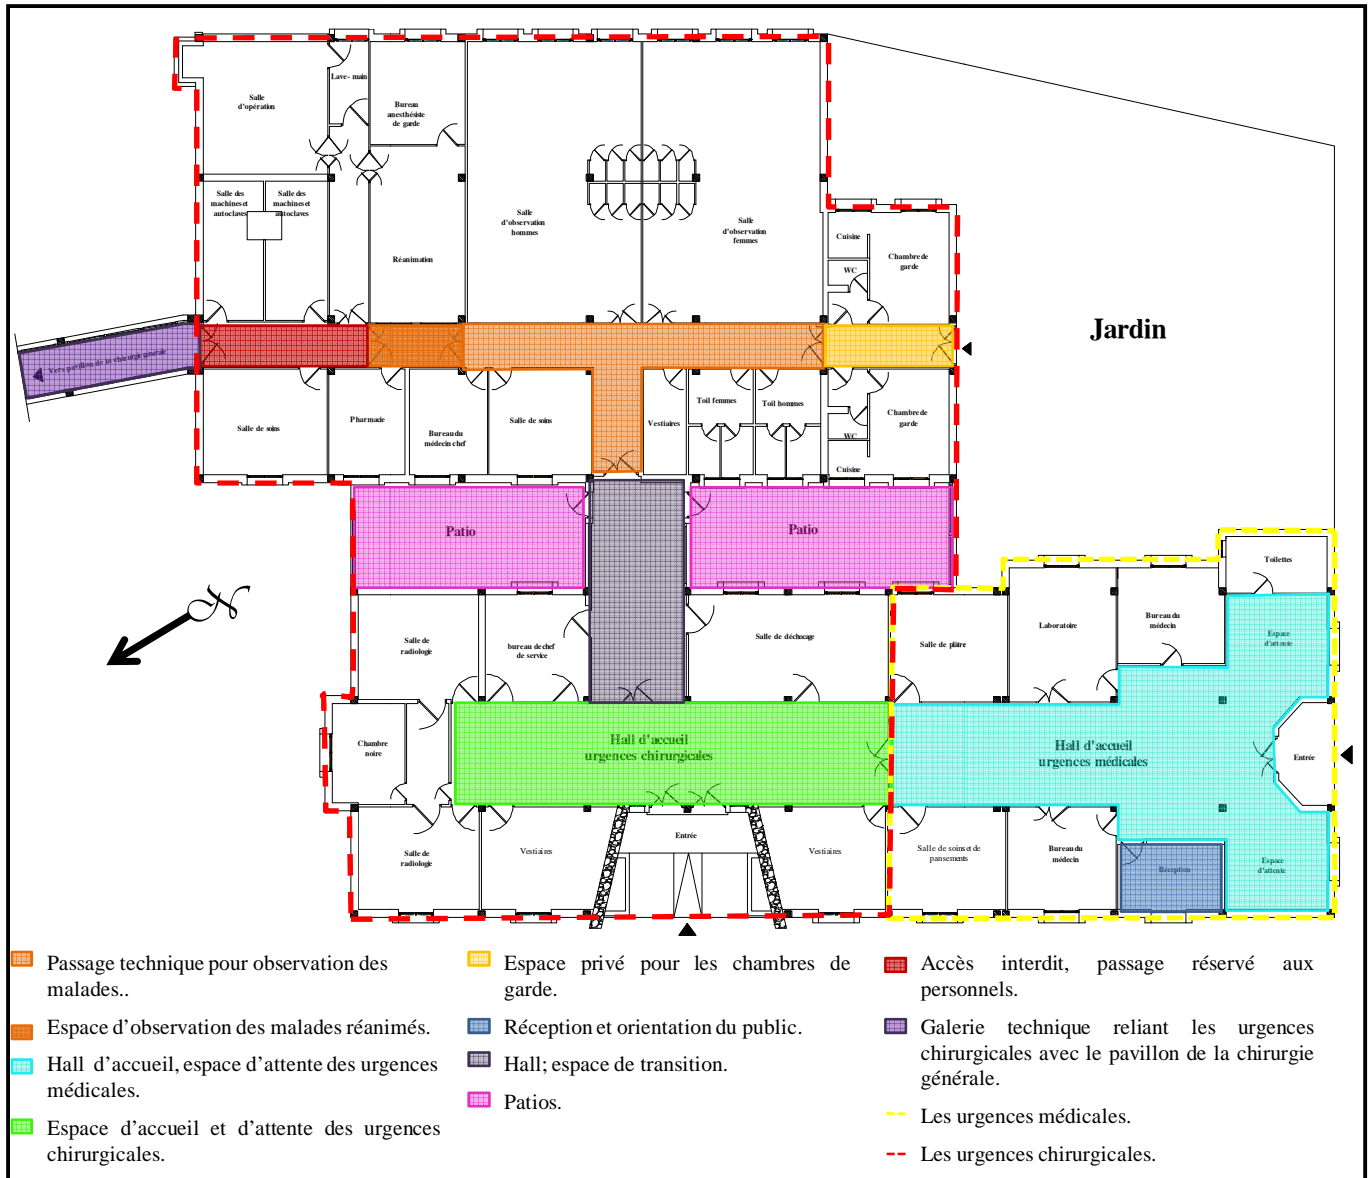 Salle
d'opération
Lave- main
Bureau
anesthésiste
de garde
Salle des
machines et
autoclaves
Salle des
machines et
autoclaves
Réanimation
Salle
d'observation
hommes
Salle
d'observation
femmes
Cuisine
WC
Chambre de
garde
Jardin
Vers pavillon de la chirurgie générale
Salle de soins
Pharmacie
Bureau du
médecin chef
Salle de soins
Vestiaires
Toil femmes
Toil hommes
Chambre de
garde
WC
Cuisine
Patio
Patio
N
Salle de
radiologie
bureau de chef
de service
Salle de déchocage
Salle de plâtre
Laboratoire
Bureau du
médecin
Toilettes
Espace
d'attente
Chambre
noire
Hall d'accueil
urgences chirurgicales
Hall d'accueil
urgences médicales
Entrée
Salle de
radiologie
Vestiaires
Entrée
Vestiaires
Salle de soins et de
pansements
Bureau du
médecin
Réception
Espace
d'attente
Passage technique pour observation des
malades..
Espace d'observation des malades réanimés.
Hall d'accueil, espace d'attente des urgences
médicales.
Espace d'accueil et d'attente des urgences
chirurgicales.
Espace privé pour les chambres de
garde.
Réception et orientation du public.
Hall; espace de transition.
Patios.
Accès interdit, passage réservé aux
personnels.
Galerie technique reliant les urgences
chirurgicales avec le pavillon de la chirurgie
générale.
Les urgences médicales.
Les urgences chirurgicales.